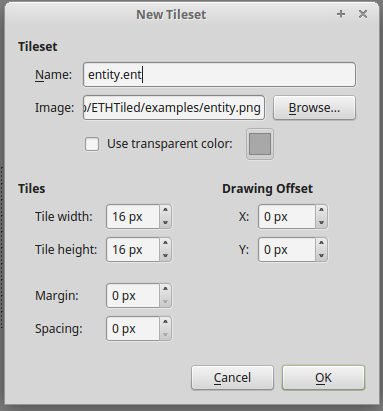 New Tileset
Tileset
Name: entity.ent
Image: /ETHTiled/examples/entity.png Browse...
Use transparent color:
Tiles Drawing Offset
Tile width: 16 px X: 0 px
Tile height: 16 px Y: 0 px
Margin: 0 px
Spacing: 0 px
Cancel OK